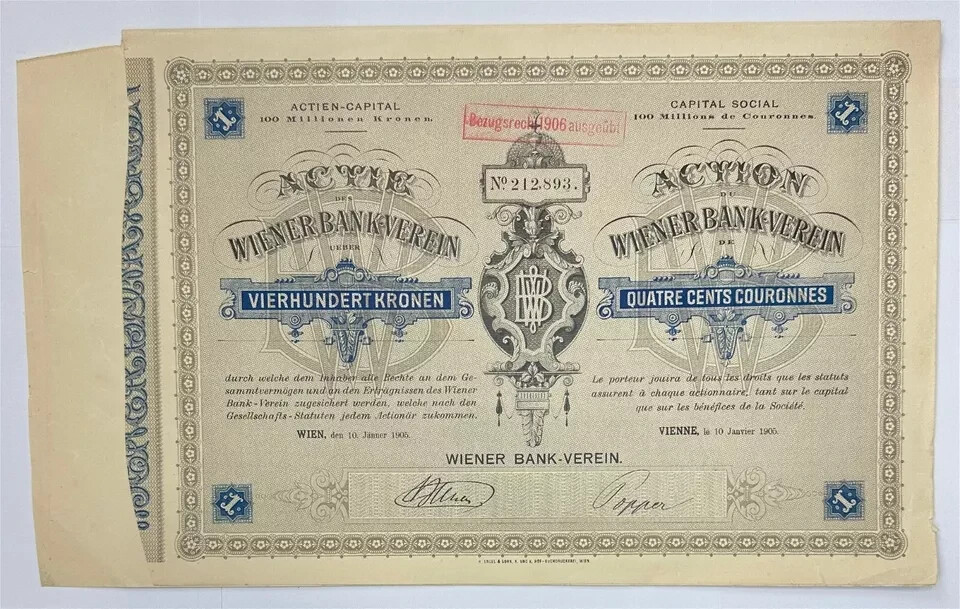 ACTIEN-CAPITAL
100 Millionen Kronen.
ACTIE
DES
WIENER BANK-VEREIN
UEBER
VIERHUNDERT KRONEN
durch welche dem Inhaber alle Rechte an dem Ge-
sammtvermögen und an den Erträgnissen des Wiener
Bank-Verein zugesichert werden, welche nach den
Gesellschafts-Statuten jedem Actionär zukommen.
WIEN, den 10. Jänner 1905.
Bezugsrecht 1906 ausgeübt
No 212,893.
WBV
CAPITAL SOCIAL
100 Millions de Couronnes.
ACTION
DU
WIENER BANK-VEREIN
DE
QUATRE CENTS COURONNES
Le porteur jouira de tous les droits que les statuts
assurent à chaque actionnaire, tant sur le capital
que sur les bénéfices de la Société.
VIENNE, le 10 Janvier 1905.
WIENER BANK-VEREIN.
Popper